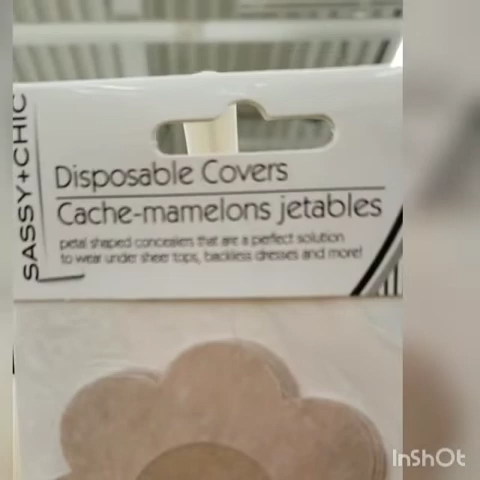 SASSY+CHIC
Disposable Covers
Cache-mamelons jetables
petal shaped concealers that are a perfect solution
to wear under sheer tops, backless dresses and more!
InShOt